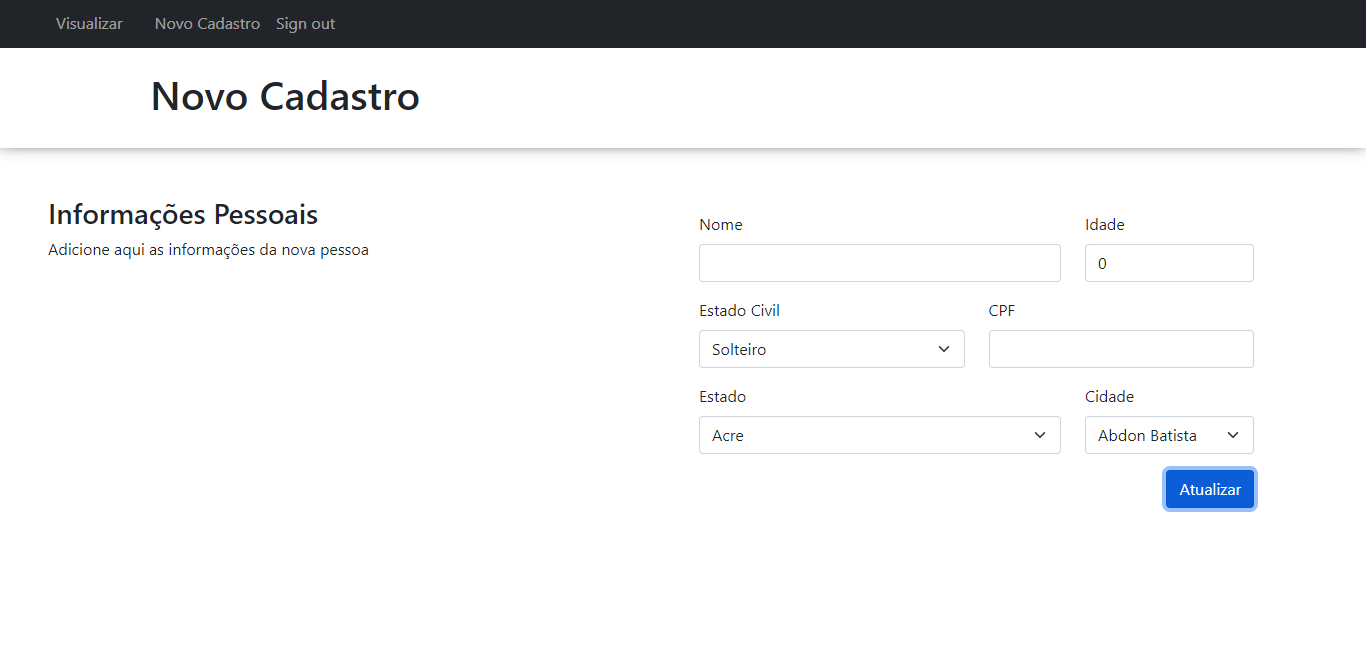 Visualizar Novo Cadastro Sign out
Novo Cadastro
Informações Pessoais
Adicione aqui as informações da nova pessoa
Nome Idade
0
Estado Civil CPF
Solteiro
Estado Cidade
Acre Abdon Batista
Atualizar